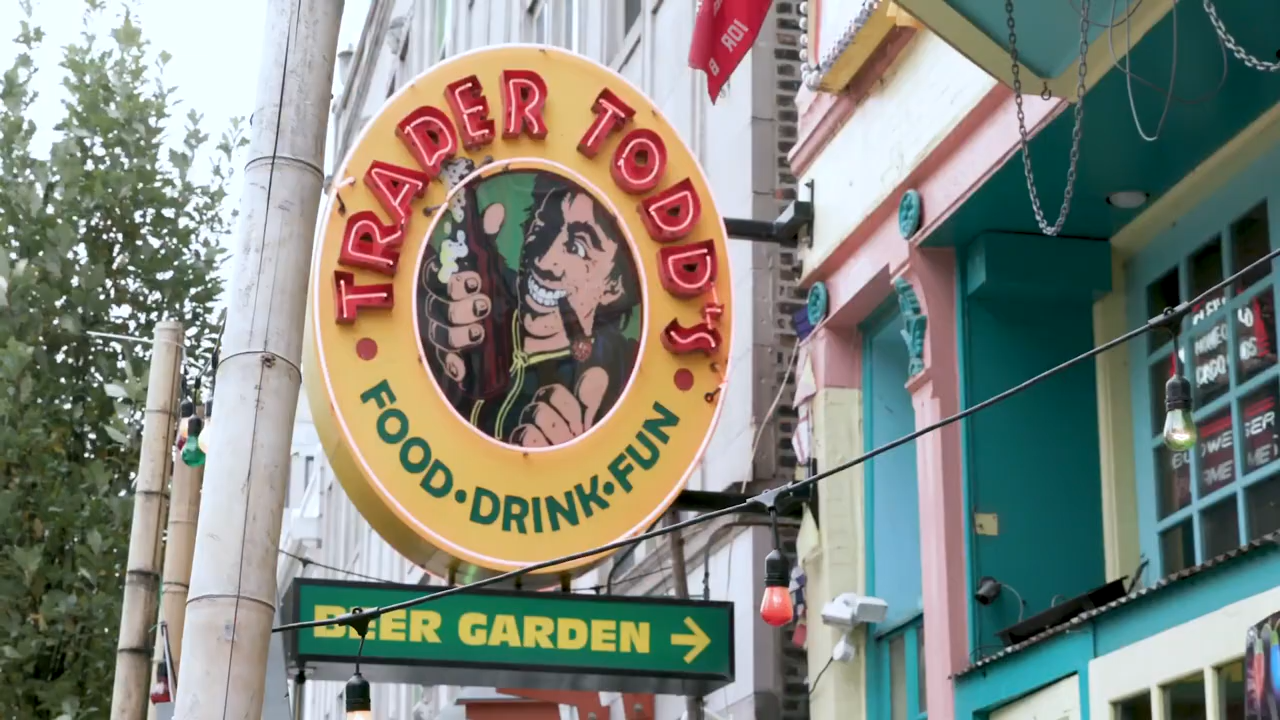 TRADER TODD'S
FOOD•DRINK•FUN
BEER GARDEN →